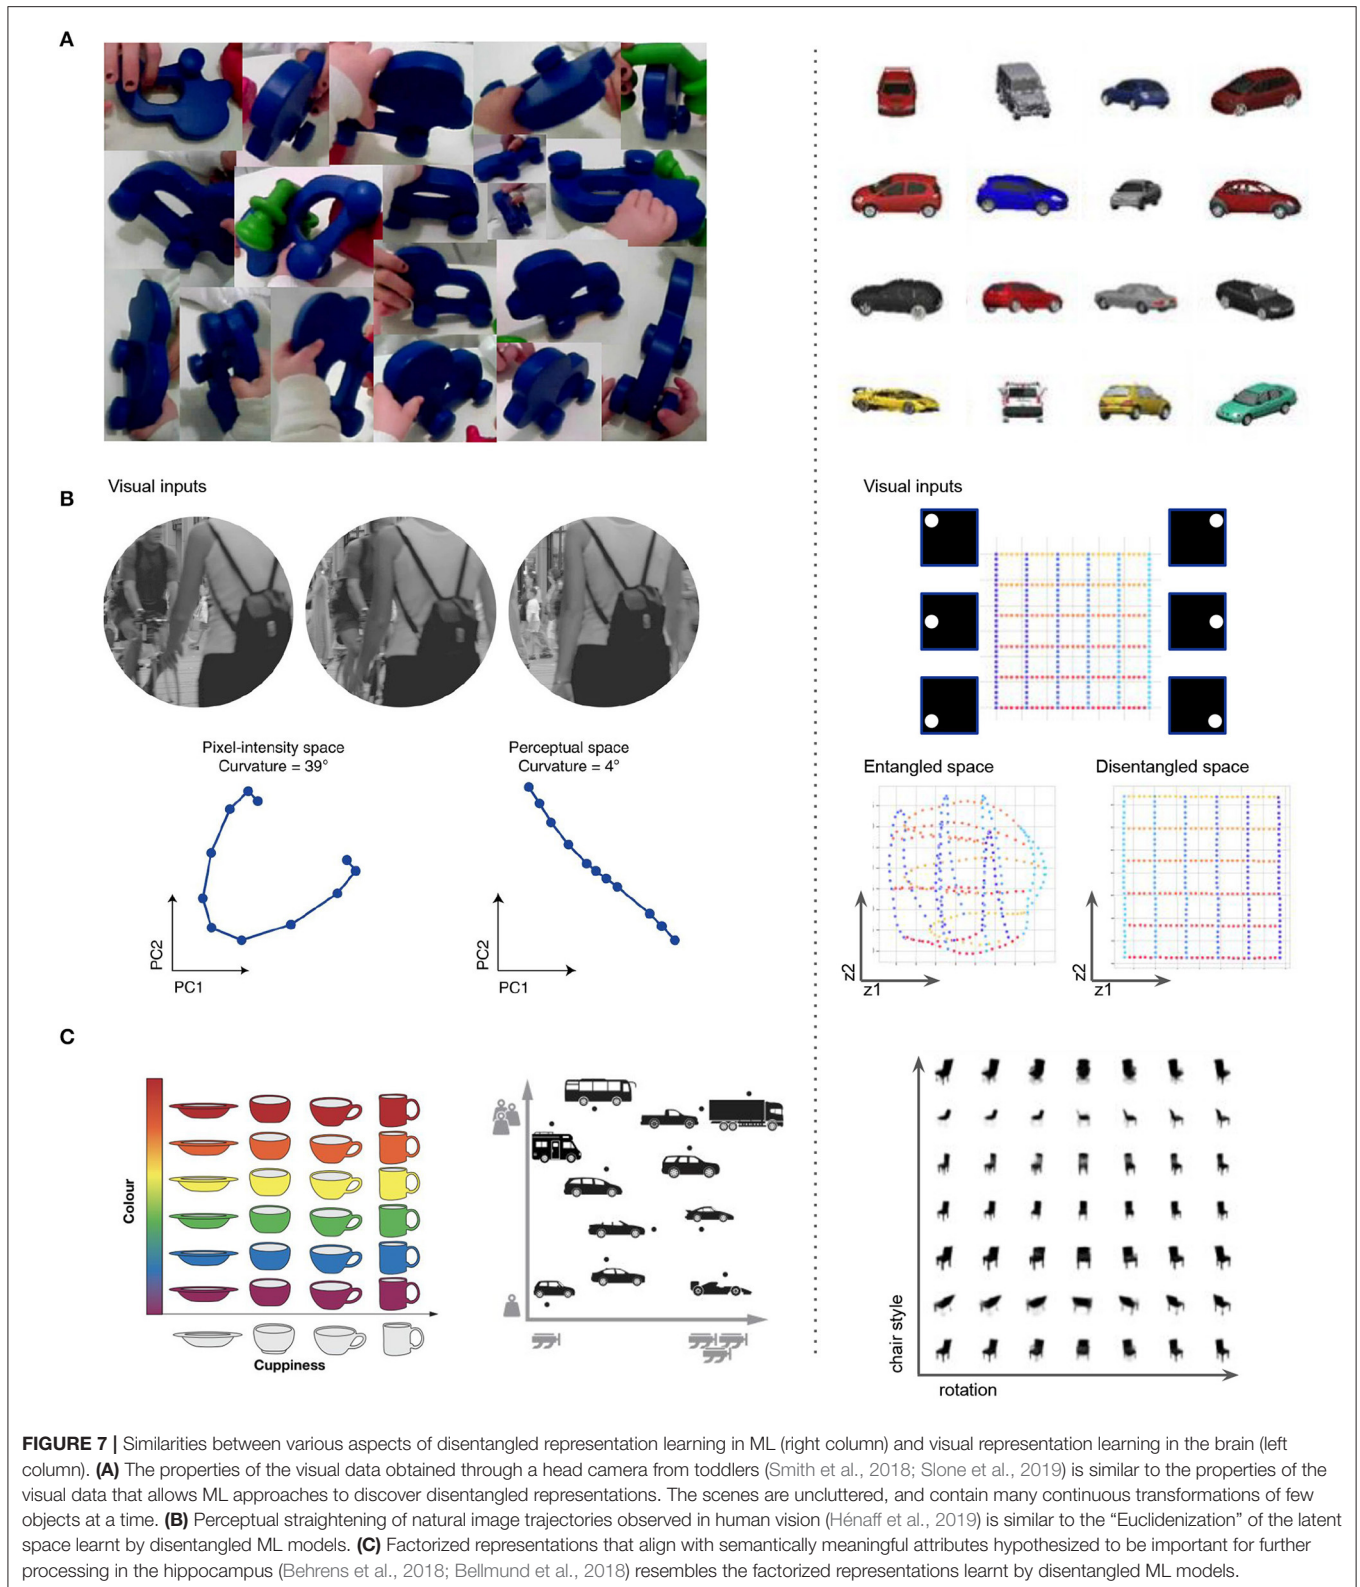 A
B
Visual inputs
Pixel-intensity space
Curvature = 39°
Perceptual space
Curvature = 4°
PC2
PC1
PC2
PC1
Visual inputs
Entangled space
Disentangled space
z2
z1
z2
z1
C
Colour
Cuppiness
chair style
rotation
FIGURE 7 | Similarities between various aspects of disentangled representation learning in ML (right column) and visual representation learning in the brain (left
column). (A) The properties of the visual data obtained through a head camera from toddlers (Smith et al., 2018; Slone et al., 2019) is similar to the properties of the
visual data that allows ML approaches to discover disentangled representations. The scenes are uncluttered, and contain many continuous transformations of few
objects at a time. (B) Perceptual straightening of natural image trajectories observed in human vision (Hénaff et al., 2019) is similar to the “Euclidenization” of the latent
space learnt by disentangled ML models. (C) Factorized representations that align with semantically meaningful attributes hypothesized to be important for further
processing in the hippocampus (Behrens et al., 2018; Bellmund et al., 2018) resembles the factorized representations learnt by disentangled ML models.